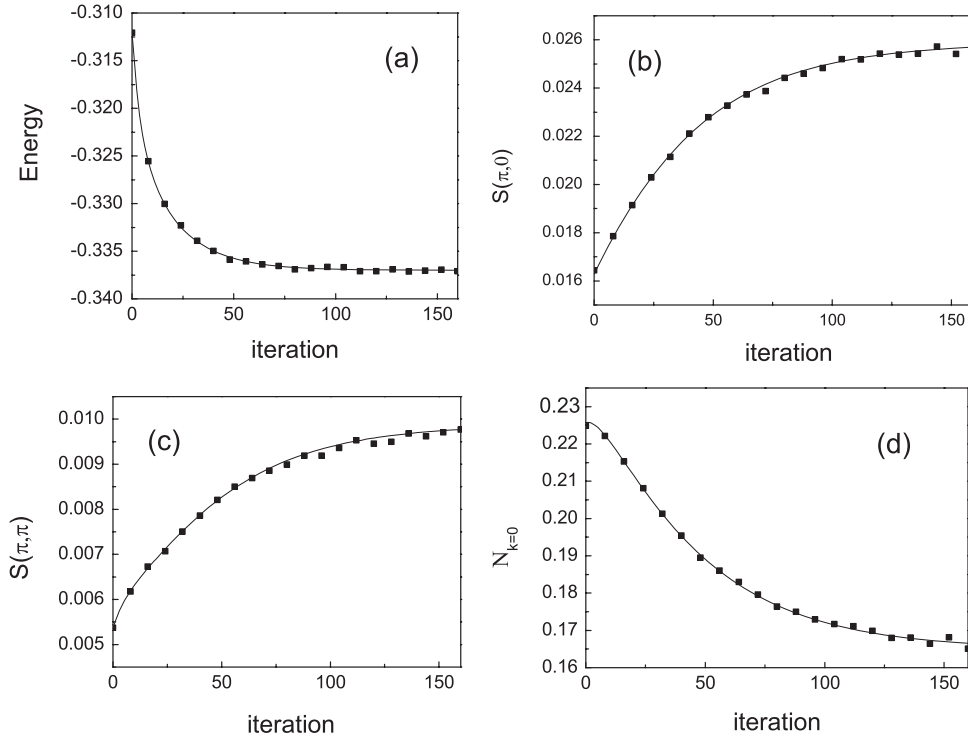 -0.310
-0.315
-0.320
-0.325
-0.330
-0.335
-0.340
Energy
(a)
0 50 100 150
iteration
0.026
0.024
0.022
0.020
0.018
0.016
S(π,0)
(b)
0 50 100 150
iteration
0.010
0.009
0.008
0.007
0.006
0.005
S(π,π)
(c)
0 50 100 150
iteration
0.23
0.22
0.21
0.20
0.19
0.18
0.17
0.16
N_{k=0}
(d)
0 50 100 150
iteration